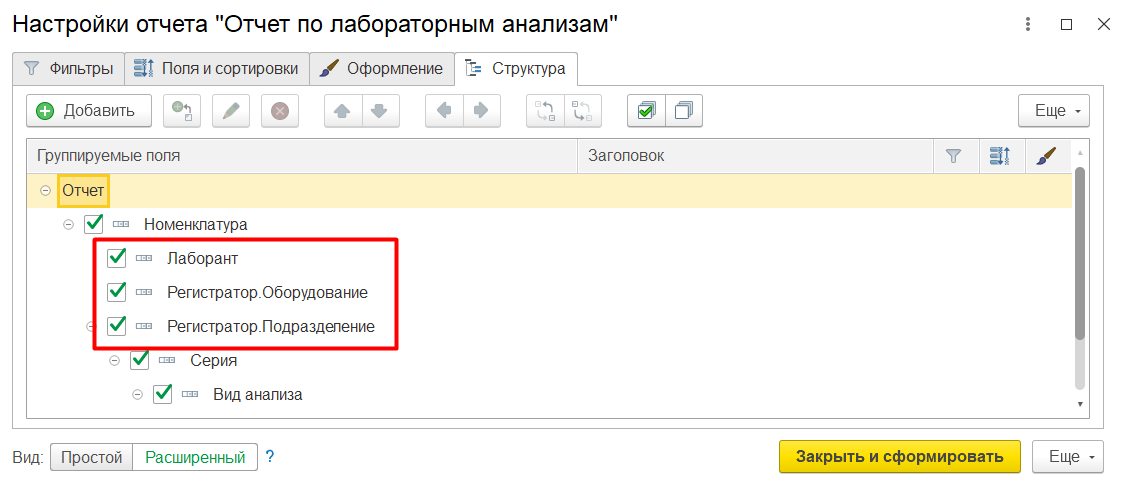 Настройки отчета "Отчет по лабораторным анализам"
Фильтры Поля и сортировки Оформление Структура
Добавить Еще
Группируемые поля Заголовок
Отчет
Номенклатура
Лаборант
Регистратор.Оборудование
Регистратор.Подразделение
Серия
Вид анализа
Вид: Простой Расширенный ? Закрыть и сформировать Еще